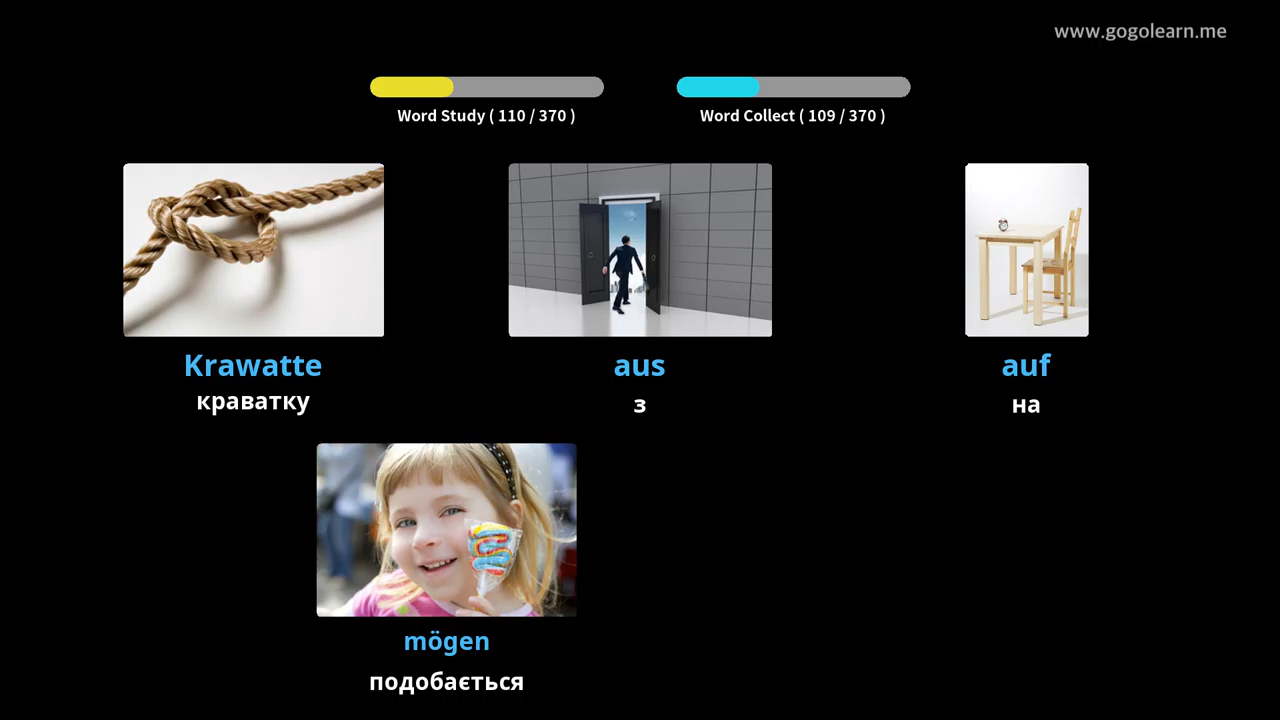 www.gogolearn.me
Word Study ( 110 / 370 )
Word Collect ( 109 / 370 )
Krawatte
aus
auf
краватку
з
на
mögen
подобається